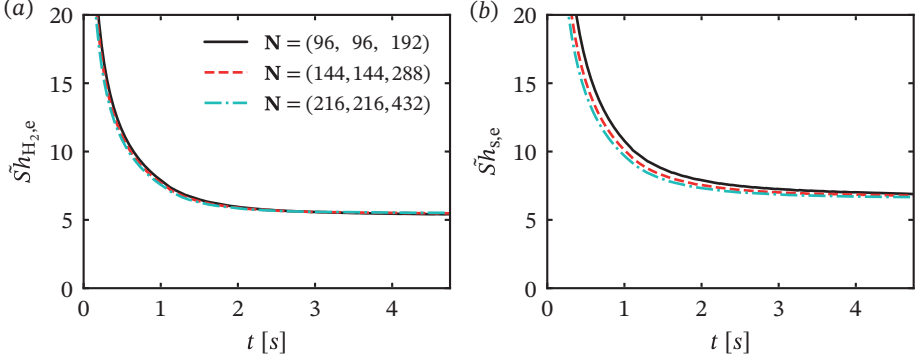 (a)
20
15
10
5
0
S̃h_H₂,e
N = (96, 96, 192)
N = (144,144,288)
N = (216,216,432)
0 1 2 3 4
t [s]
(b)
20
15
10
5
0
S̃h_s,e
0 1 2 3 4
t [s]